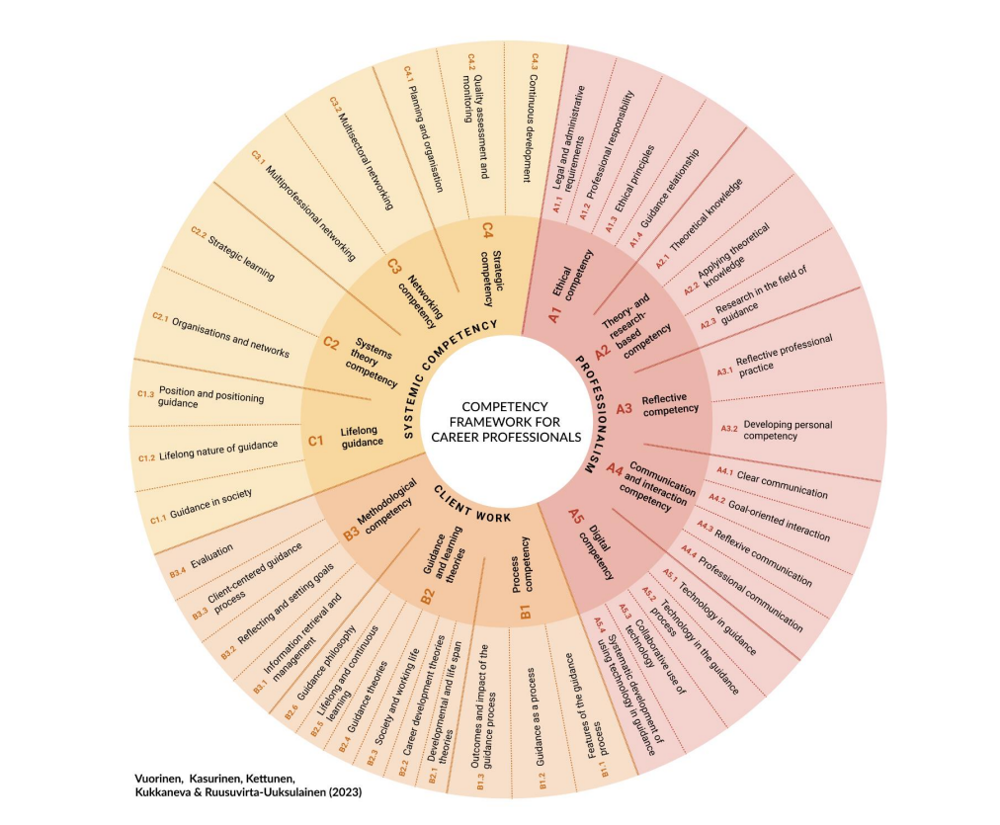 COMPETENCY
FRAMEWORK FOR
CAREER PROFESSIONALS
PROFESSIONALISM
A1 Ethical
competency
A1.1 Legal and administrative
requirements
A1.2 Professional responsibility
A1.3 Ethical principles
A1.4 Guidance relationship
A2 Theory- and
research-
based
competency
A2.1 Theoretical knowledge
A2.2 Applying theoretical
knowledge
A2.3 Research in the field of
guidance
A3 Reflective
competency
A3.1 Reflective professional
practice
A3.2 Developing personal
competency
A4 Communication
and interaction
competency
A4.1 Clear communication
A4.2 Goal-oriented interaction
A4.3 Reflexive communication
A4.4 Professional communication
A5 Digital
competency
A5.1 Technology in guidance
A5.2 Technology in the guidance
process
A5.3 Collaborative use of
technology
A5.4 Systematic development of
using technology in guidance
CLIENT WORK
B1 Process
competency
B1.1 Features of the guidance
process
B1.2 Guidance as a process
B1.3 Outcomes and impact of the
guidance process
B2 Guidance
and learning
theories
B2.1 Developmental and life span
theories
B2.2 Career development theories
B2.3 Society and working life
B2.4 Guidance theories
B2.5 Lifelong and continuous
learning
B2.6 Guidance philosophy
B3 Methodological
competency
B3.1 Information retrieval and
management
B3.2 Reflecting and setting goals
B3.3 Client-centered guidance
process
B3.4 Evaluation
SYSTEMIC COMPETENCY
C1 Lifelong
guidance
C1.1 Guidance in society
C1.2 Lifelong nature of guidance
C1.3 Position and positioning
guidance
C2 Systems
theory
competency
C2.1 Organisations and networks
C2.2 Strategic learning
C3 Networking
competency
C3.1 Multiprofessional networking
C3.2 Multisectoral networking
C4 Strategic
competency
C4.1 Planning and organisation
C4.2 Quality assessment and
monitoring
C4.3 Continuous development
Vuorinen, Kasurinen, Kettunen,
Kukkaneva & Ruusuvirta-Uuksulainen (2023)